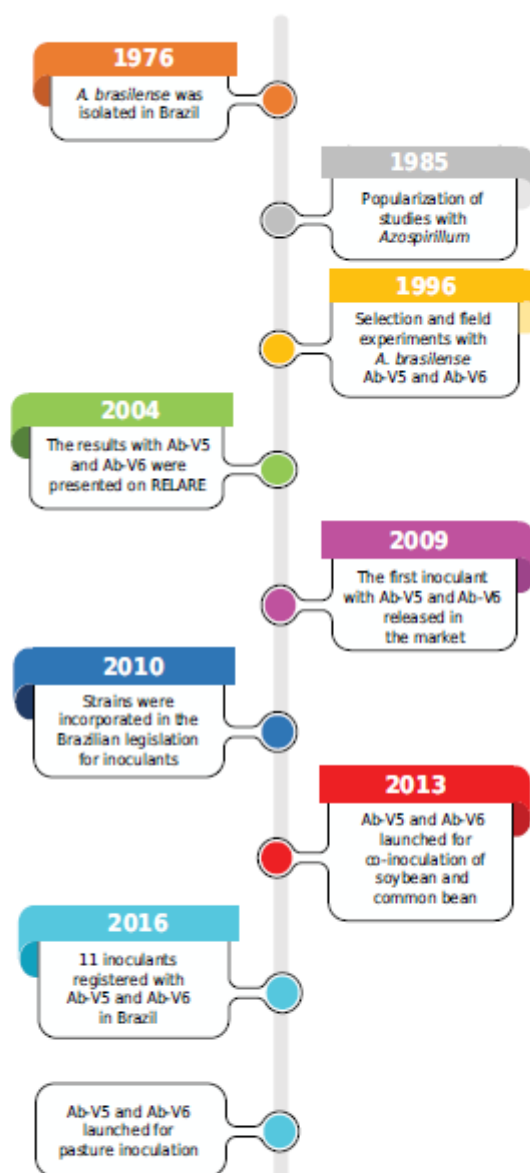 1976
A. brasilense was
isolated in Brazil
1985
Popularization of
studies with
Azospirillum
1996
Selection and field
experiments with
A. brasilense
Ab-V5 and Ab-V6
2004
The results with Ab-V5
and Ab-V6 were
presented on RELARE
2009
The first inoculant
with Ab-V5 and Ab-V6
released in
the market
2010
Strains were
incorporated in the
Brazilian legislation
for inoculants
2013
Ab-V5 and Ab-V6
launched for
co-inoculation of
soybean and
common bean
2016
11 inoculants
registered with
Ab-V5 and Ab-V6
in Brazil
Ab-V5 and Ab-V6
launched for
pasture inoculation